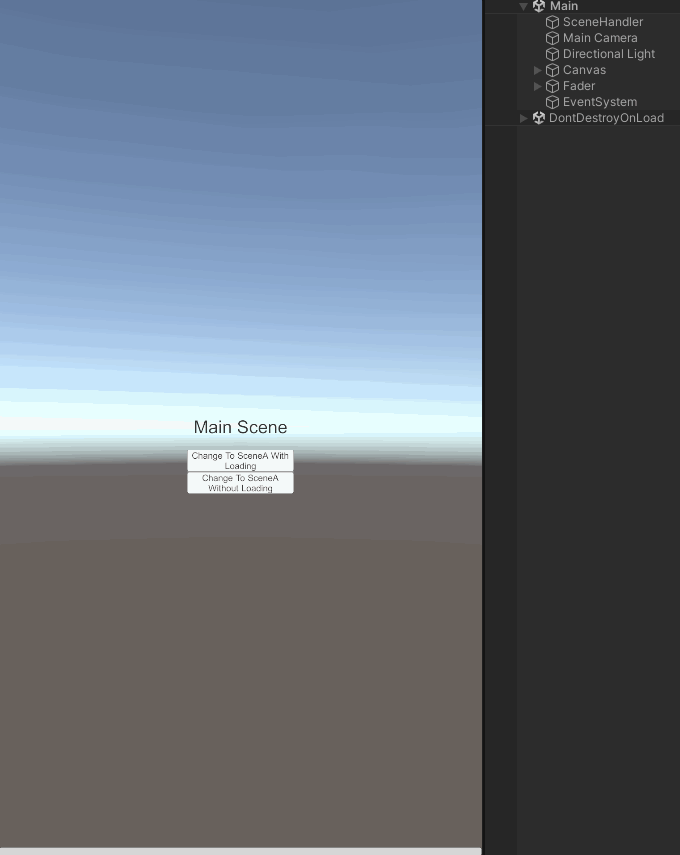 Main Scene
Change To SceneA With
Loading
Change To SceneA
Without Loading
Main
SceneHandler
Main Camera
Directional Light
Canvas
Fader
EventSystem
DontDestroyOnLoad